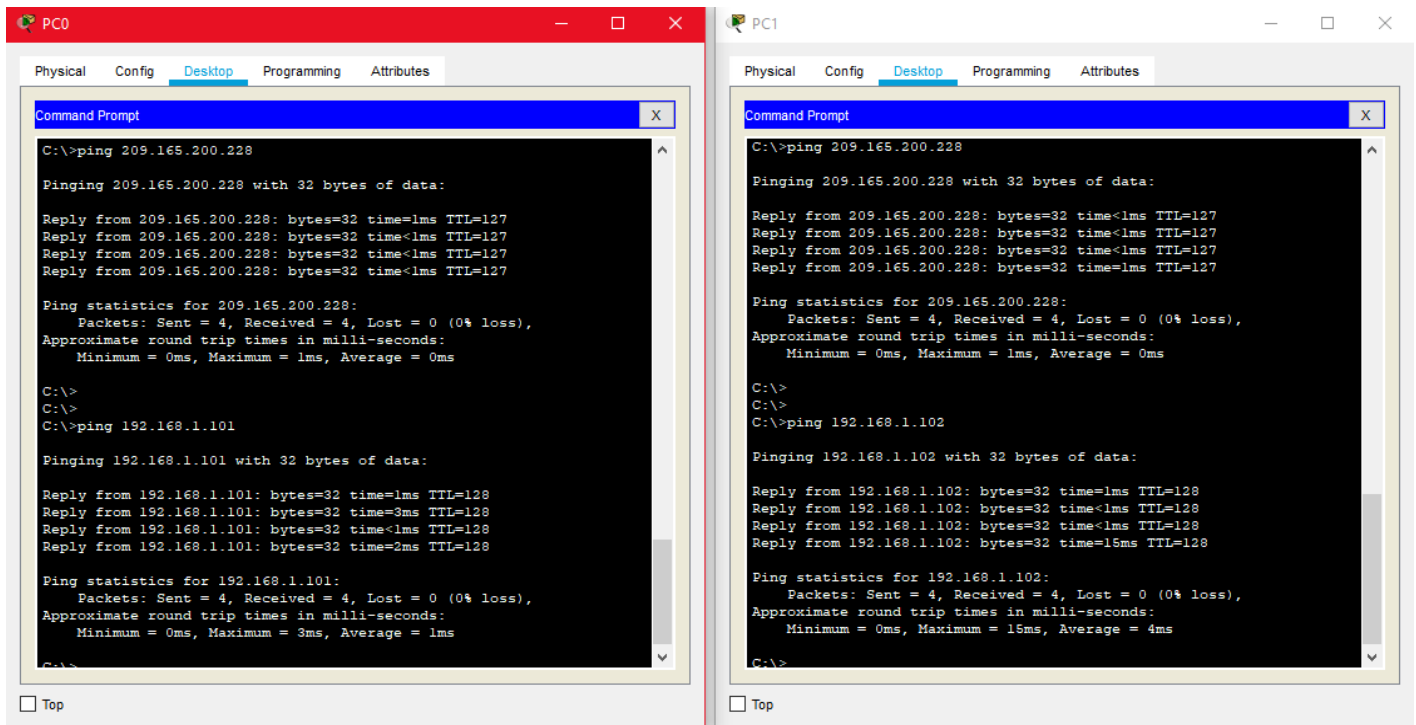 PC0
Physical Config Desktop Programming Attributes
Command Prompt X
C:\>ping 209.165.200.228
Pinging 209.165.200.228 with 32 bytes of data:
Reply from 209.165.200.228: bytes=32 time=1ms TTL=127
Reply from 209.165.200.228: bytes=32 time<1ms TTL=127
Reply from 209.165.200.228: bytes=32 time<1ms TTL=127
Reply from 209.165.200.228: bytes=32 time<1ms TTL=127
Ping statistics for 209.165.200.228:
Packets: Sent = 4, Received = 4, Lost = 0 (0% loss),
Approximate round trip times in milli-seconds:
Minimum = 0ms, Maximum = 1ms, Average = 0ms
C:\>
C:\>
C:\>ping 192.168.1.101
Pinging 192.168.1.101 with 32 bytes of data:
Reply from 192.168.1.101: bytes=32 time=1ms TTL=128
Reply from 192.168.1.101: bytes=32 time=3ms TTL=128
Reply from 192.168.1.101: bytes=32 time<1ms TTL=128
Reply from 192.168.1.101: bytes=32 time=2ms TTL=128
Ping statistics for 192.168.1.101:
Packets: Sent = 4, Received = 4, Lost = 0 (0% loss),
Approximate round trip times in milli-seconds:
Minimum = 0ms, Maximum = 3ms, Average = 1ms
C:\>
Top
PC1
Physical Config Desktop Programming Attributes
Command Prompt X
C:\>ping 209.165.200.228
Pinging 209.165.200.228 with 32 bytes of data:
Reply from 209.165.200.228: bytes=32 time=1ms TTL=127
Reply from 209.165.200.228: bytes=32 time<1ms TTL=127
Reply from 209.165.200.228: bytes=32 time<1ms TTL=127
Reply from 209.165.200.228: bytes=32 time<1ms TTL=127
Ping statistics for 209.165.200.228:
Packets: Sent = 4, Received = 4, Lost = 0 (0% loss),
Approximate round trip times in milli-seconds:
Minimum = 0ms, Maximum = 1ms, Average = 0ms
C:\>
C:\>
C:\>ping 192.168.1.102
Pinging 192.168.1.102 with 32 bytes of data:
Reply from 192.168.1.102: bytes=32 time=1ms TTL=128
Reply from 192.168.1.102: bytes=32 time<1ms TTL=128
Reply from 192.168.1.102: bytes=32 time<1ms TTL=128
Reply from 192.168.1.102: bytes=32 time=15ms TTL=128
Ping statistics for 192.168.1.102:
Packets: Sent = 4, Received = 4, Lost = 0 (0% loss),
Approximate round trip times in milli-seconds:
Minimum = 0ms, Maximum = 15ms, Average = 4ms
C:\>
Top